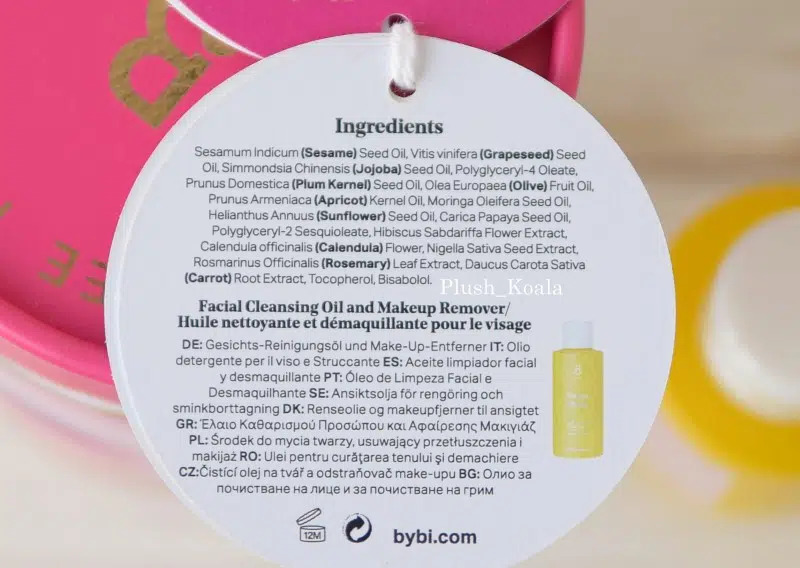 Ingredients
Sesamum Indicum (Sesame) Seed Oil, Vitis vinifera (Grapeseed) Seed
Oil, Simmondsia Chinensis (Jojoba) Seed Oil, Polyglyceryl-4 Oleate,
Prunus Domestica (Plum Kernel) Seed Oil, Olea Europaea (Olive) Fruit Oil,
Prunus Armeniaca (Apricot) Kernel Oil, Moringa Oleifera Seed Oil,
Helianthus Annuus (Sunflower) Seed Oil, Carica Papaya Seed Oil,
Polyglyceryl-2 Sesquioleate, Hibiscus Sabdariffa Flower Extract,
Calendula officinalis (Calendula) Flower, Nigella Sativa Seed Extract,
Rosmarinus Officinalis (Rosemary) Leaf Extract, Daucus Carota Sativa
(Carrot) Root Extract, Tocopherol, Bisabolol.
Plush_Koala
Facial Cleansing Oil and Makeup Remover/
Huile nettoyante et démaquillante pour le visage
DE: Gesichts-Reinigungsöl und Make-Up-Entferner IT: Olio
detergente per il viso e Struccante ES: Aceite limpiador facial
y desmaquillante PT: Óleo de Limpeza Facial e
Desmaquilhante SE: Ansiktsolja för rengöring och
sminkborttagning DK: Renseolie og makeupfjerner til ansigtet
GR: Έλαιο Καθαρισμού Προσώπου και Αφαίρεσης Μακιγιάζ
PL: Środek do mycia twarzy, usuwający przetłuszczenia i
makijaż RO: Ulei pentru curăţarea tenului şi demachiere
CZ:Čistící olej na tvář a odstraňovač make-upu BG: Олио за
почистване на лице и за почистване на грим
12M
bybi.com